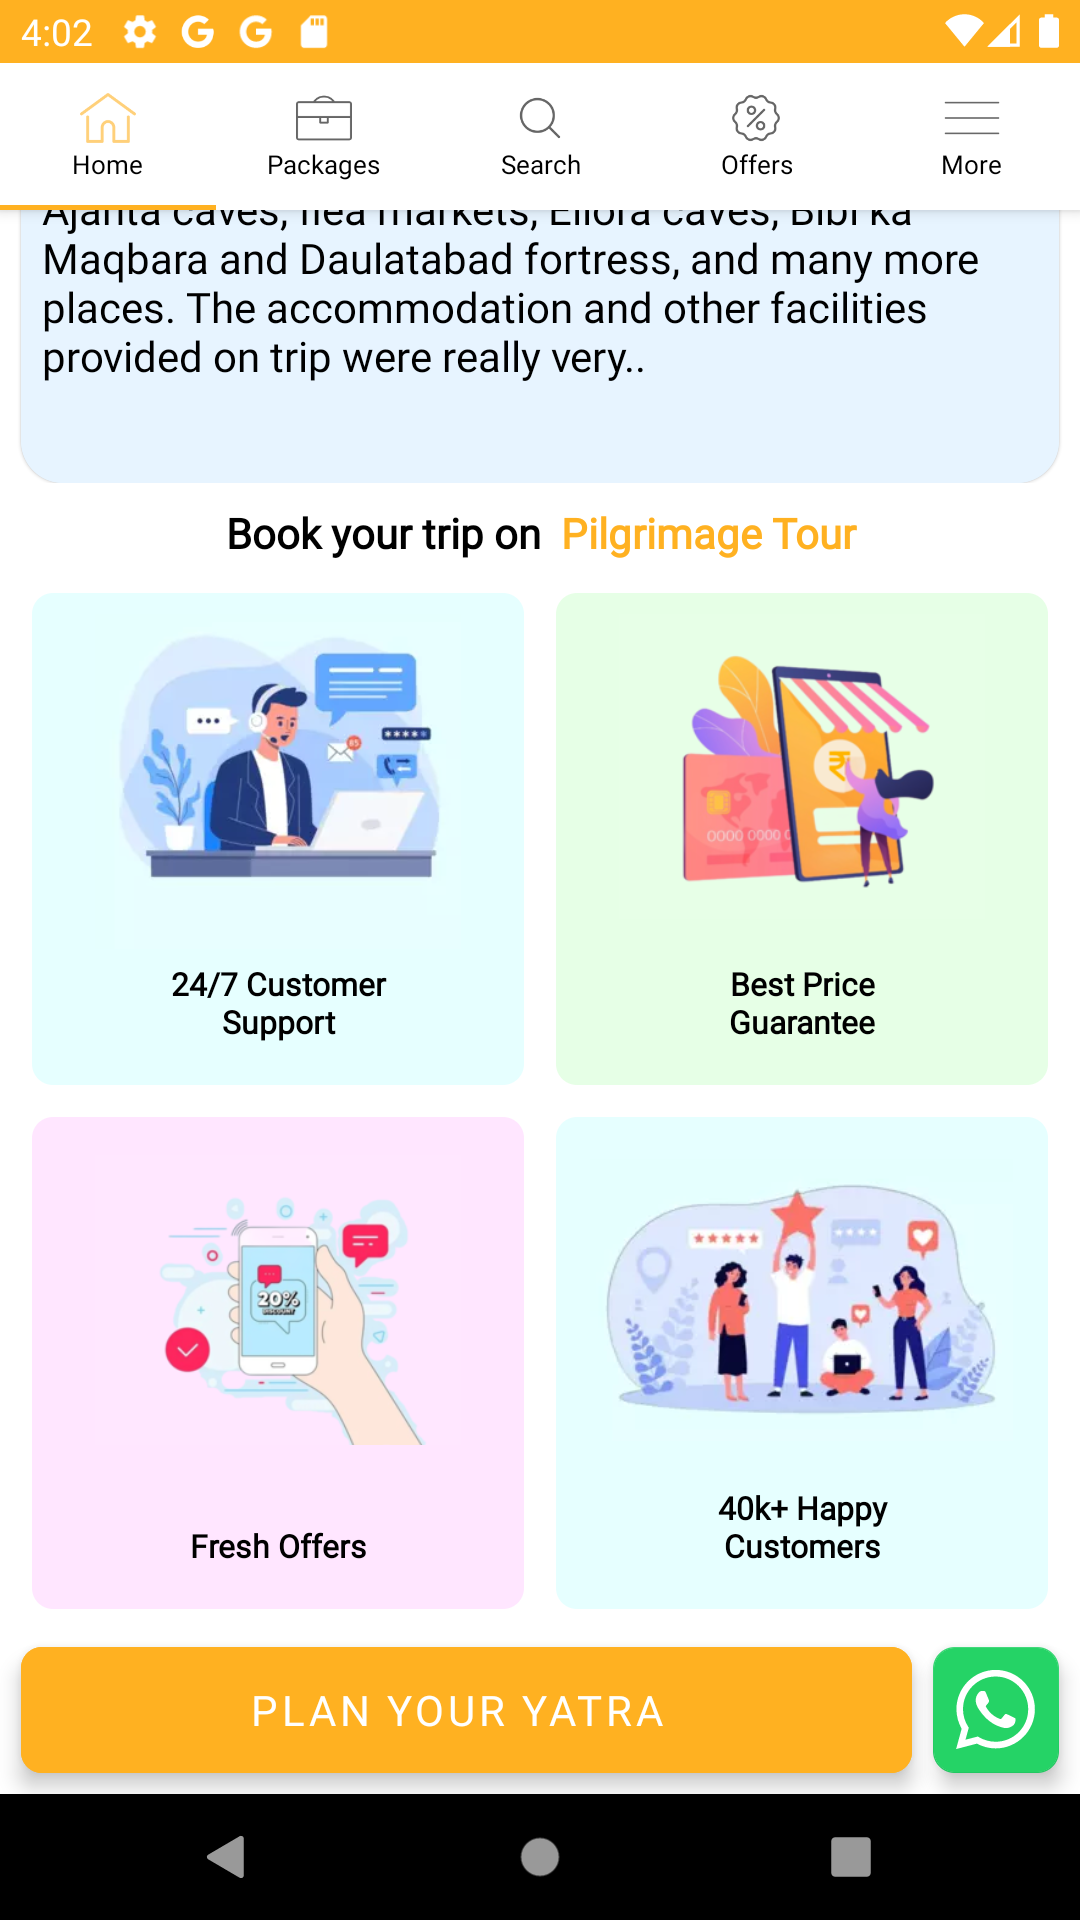 4:02
Home
Packages
Search
Offers
More
Ajanta caves, flea markets, Ellora caves, Bibi ka
Maqbara and Daulatabad fortress, and many more
places. The accommodation and other facilities
provided on trip were really very..
Book your trip on Pilgrimage Tour
0000 0000 0
24/7 Customer
Support
Best Price
Guarantee
20%
DISCOUNT
Fresh Offers
40k+ Happy
Customers
PLAN YOUR YATRA